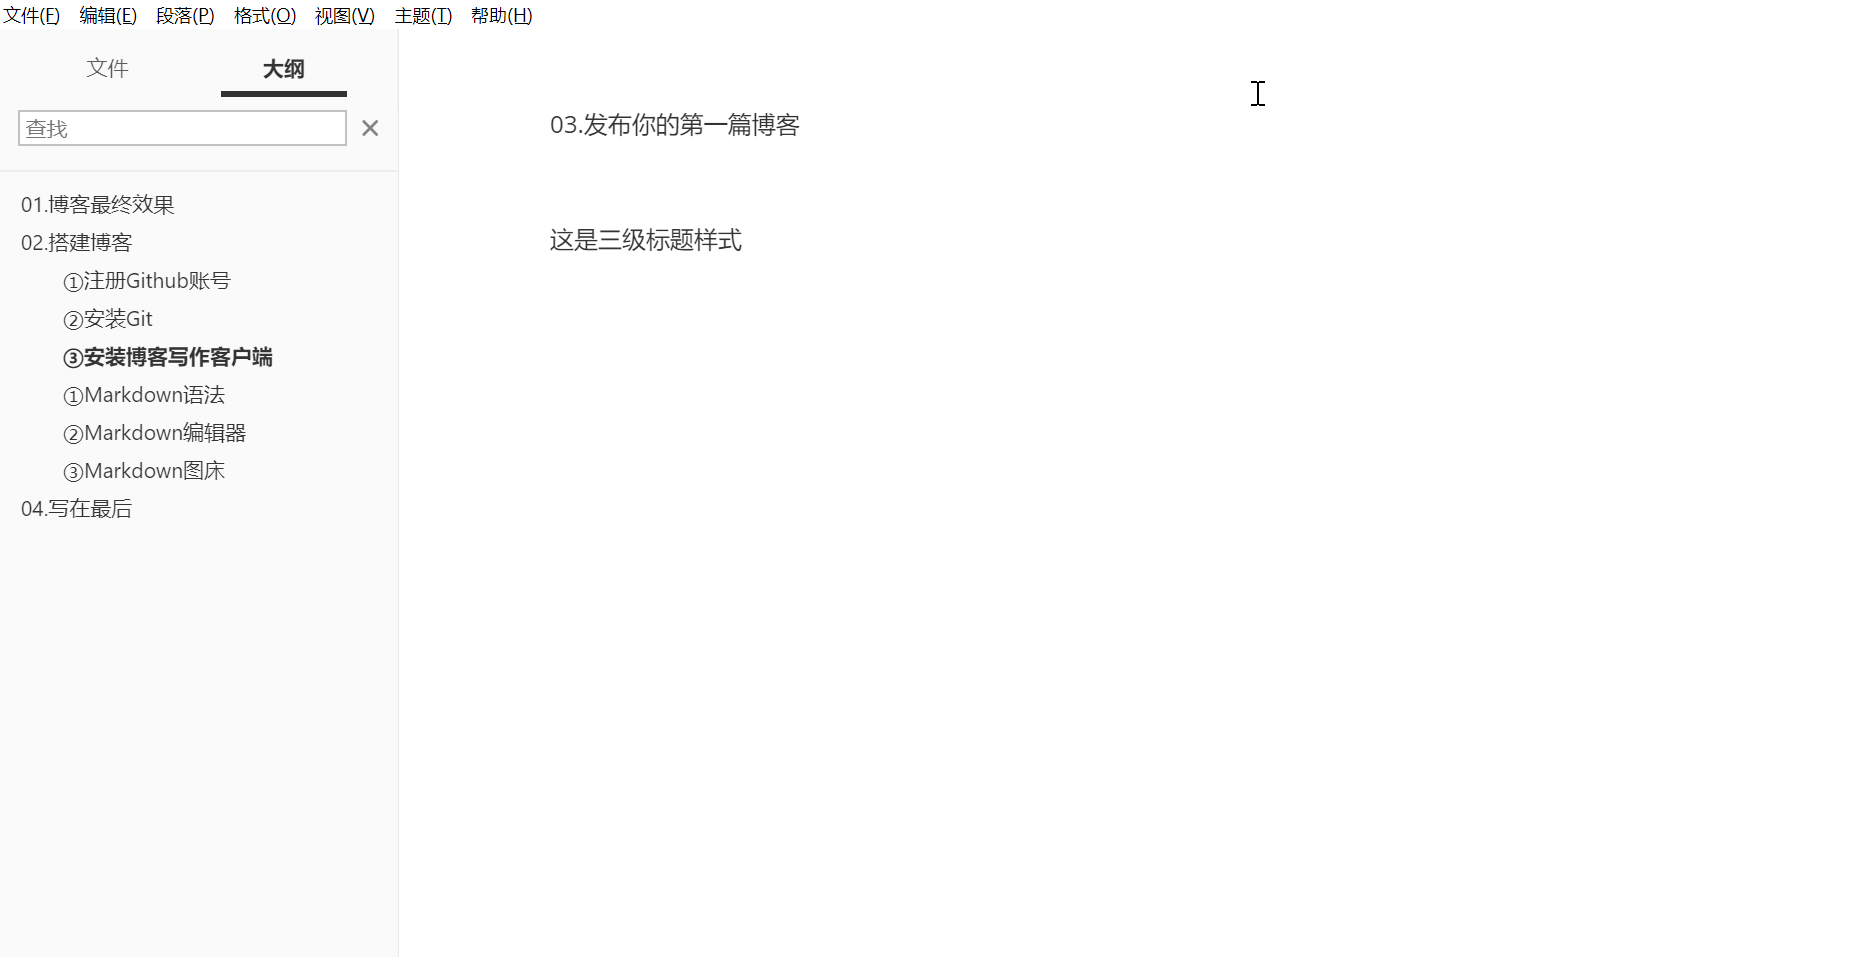 文件(F) 编辑(E) 段落(P) 格式(O) 视图(V) 主题(T) 帮助(H)
文件 大纲
查找
01.博客最终效果
02.搭建博客
①注册Github账号
②安装Git
③安装博客写作客户端
①Markdown语法
②Markdown编辑器
③Markdown图床
04.写在最后
03.发布你的第一篇博客
这是三级标题样式